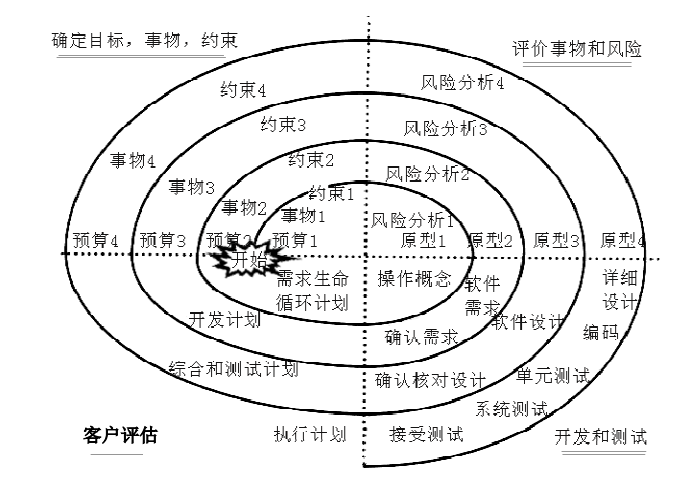 确定目标，事物，约束
评价事物和风险
约束4
风险分析4
约束3
风险分析3
事物4
约束2
风险分析2
事物3
约束1
事物2
事物1
风险分析1
预算4
预算3
预算2
预算1
原型1
原型2
原型3
原型4
开始
需求生命
循环计划
操作概念
软件
需求
详细
设计
开发计划
确认需求
软件设计
编码
综合和测试计划
确认核对设计
单元测试
系统测试
客户评估
执行计划
接受测试
开发和测试